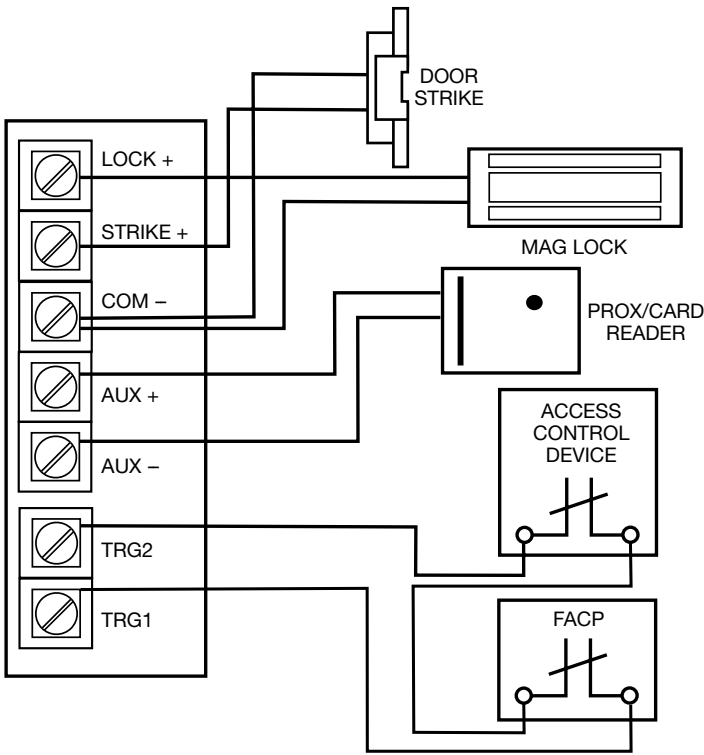 DOOR
STRIKE
LOCK +
STRIKE +
MAG LOCK
COM –
PROX/CARD
READER
AUX +
ACCESS
CONTROL
DEVICE
AUX –
TRG2
TRG1
FACP